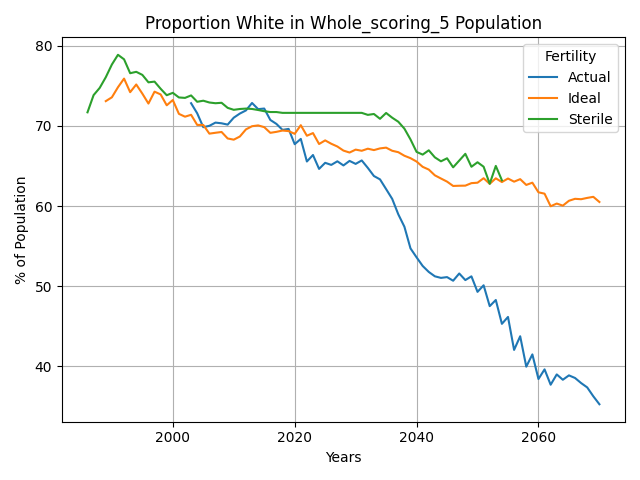 Proportion White in Whole_scoring_5 Population
Fertility
Actual
Ideal
Sterile
% of Population
80
70
60
50
40
2000
2020
2040
2060
Years